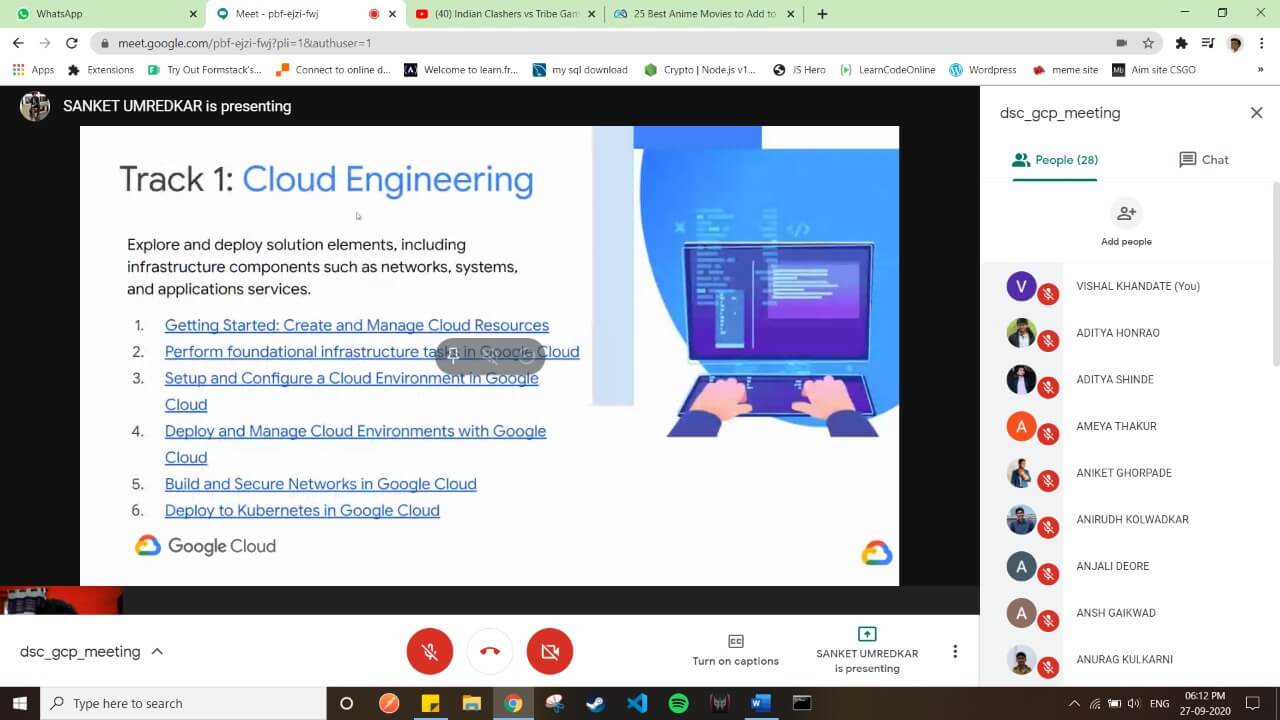 WhatsApp
Meet - pbf-ejzi-fwj
(40) Indian Clashers vs Tribe Gam
25 Best Anime Movies to Add to
meet.google.com/pbf-ejzi-fwj?pli=1&authuser=1
Apps
Extensions
Try Out Formstack's...
Connect to online d...
Welcome to learn.fr...
my sql download
Crypto | Node.js v1...
JS Hero
LearnCodeOnline
Wordpress
meme site
Aim site CSGO
»
SANKET UMREDKAR is presenting
Track 1: Cloud Engineering
Explore and deploy solution elements, including
infrastructure components such as networks, systems,
and applications services.
1. Getting Started: Create and Manage Cloud Resources
2. Perform foundational infrastructure tasks in Google Cloud
3. Setup and Configure a Cloud Environment in Google
Cloud
4. Deploy and Manage Cloud Environments with Google
Cloud
5. Build and Secure Networks in Google Cloud
6. Deploy to Kubernetes in Google Cloud
Google Cloud
dsc_gcp_meeting
People (28)
Chat
Add people
V
VISHAL KHANDATE (You)
ADITYA HONRAO
ADITYA SHINDE
A
AMEYA THAKUR
ANIKET GHORPADE
ANIRUDH KOLWADKAR
A
ANJALI DEORE
A
ANSH GAIKWAD
ANURAG KULKARNI
dsc_gcp_meeting
CC
Turn on captions
SANKET UMREDKAR
is presenting
Type here to search
ENG
06:12 PM
27-09-2020